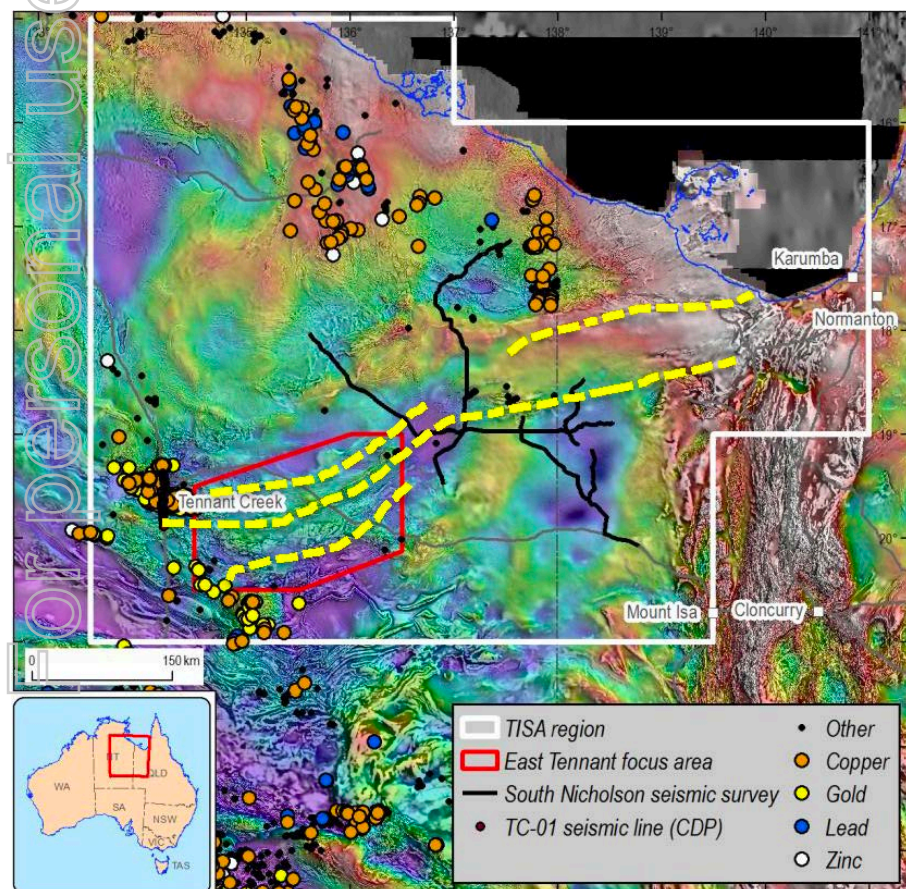 For personal use
134° 135° 136° 137° 138° 139° 140° 141°
16°
17°
Karumba
18°
Normanton
19°
Tennant Creek
20°
Mount Isa
Cloncurry
0 150 km
TISA region
East Tennant focus area
South Nicholson seismic survey
TC-01 seismic line (CDP)
Other
Copper
Gold
Lead
Zinc
WA
NT
QLD
SA
NSW
VIC
TAS